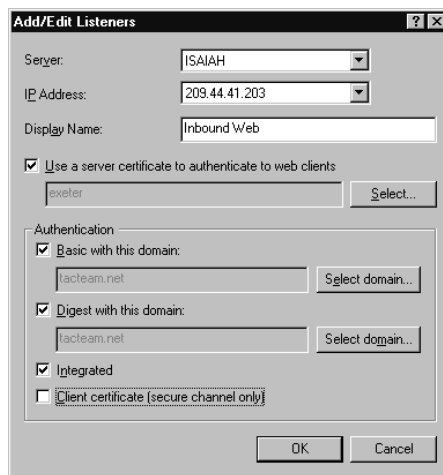 Add/Edit Listeners
Server: ISAIAH
IP Address: 209.44.41.203
Display Name: Inbound Web
Use a server certificate to authenticate to web clients
exeter Select...
Authentication
Basic with this domain:
tacteam.net Select domain...
Digest with this domain:
tacteam.net Select domain...
Integrated
Client certificate (secure channel only)
OK Cancel